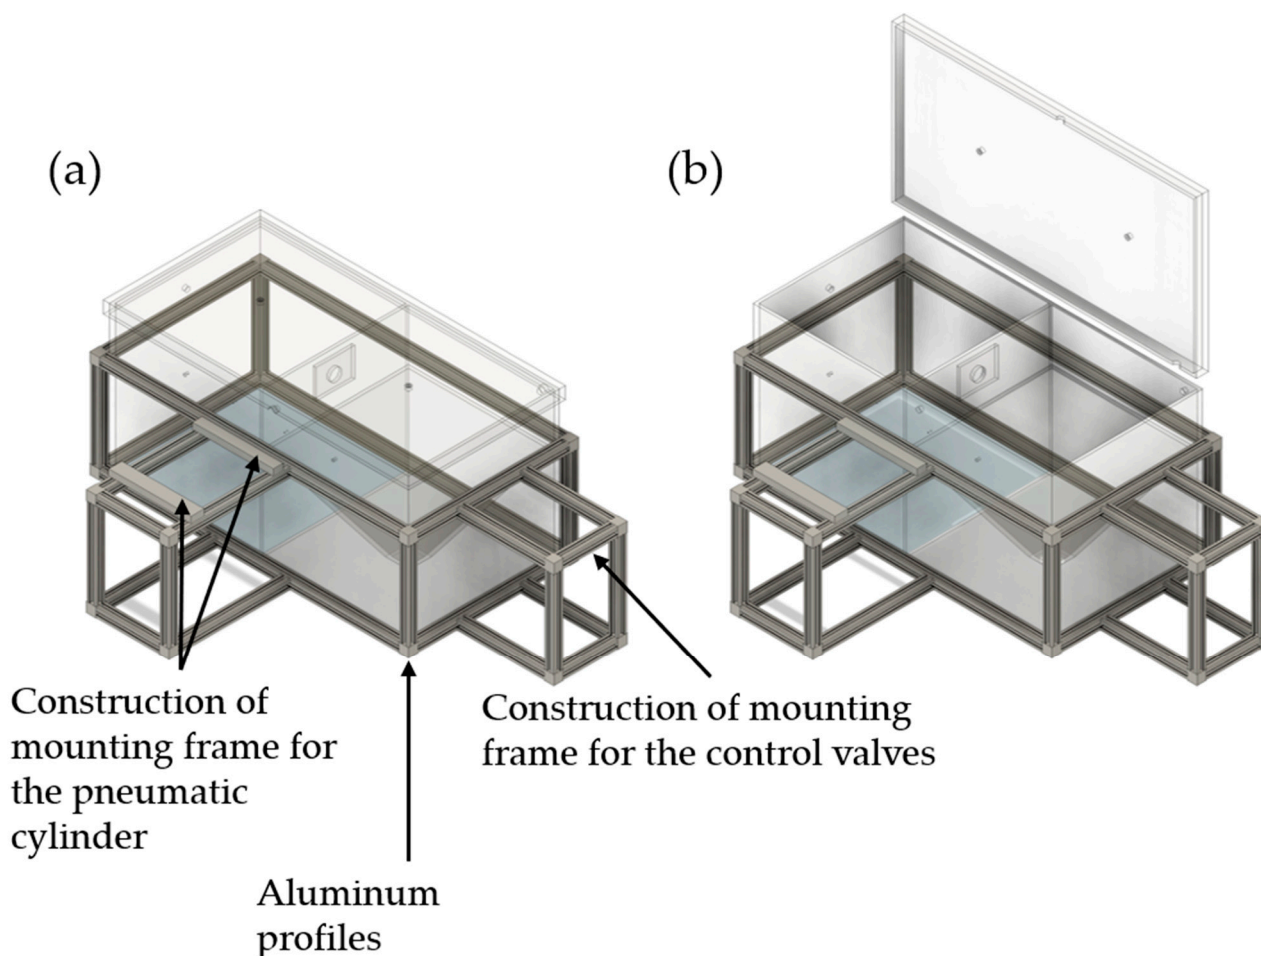 (a)
(b)
Construction of
mounting frame for
the pneumatic
cylinder
Construction of mounting
frame for the control valves
Aluminum
profiles